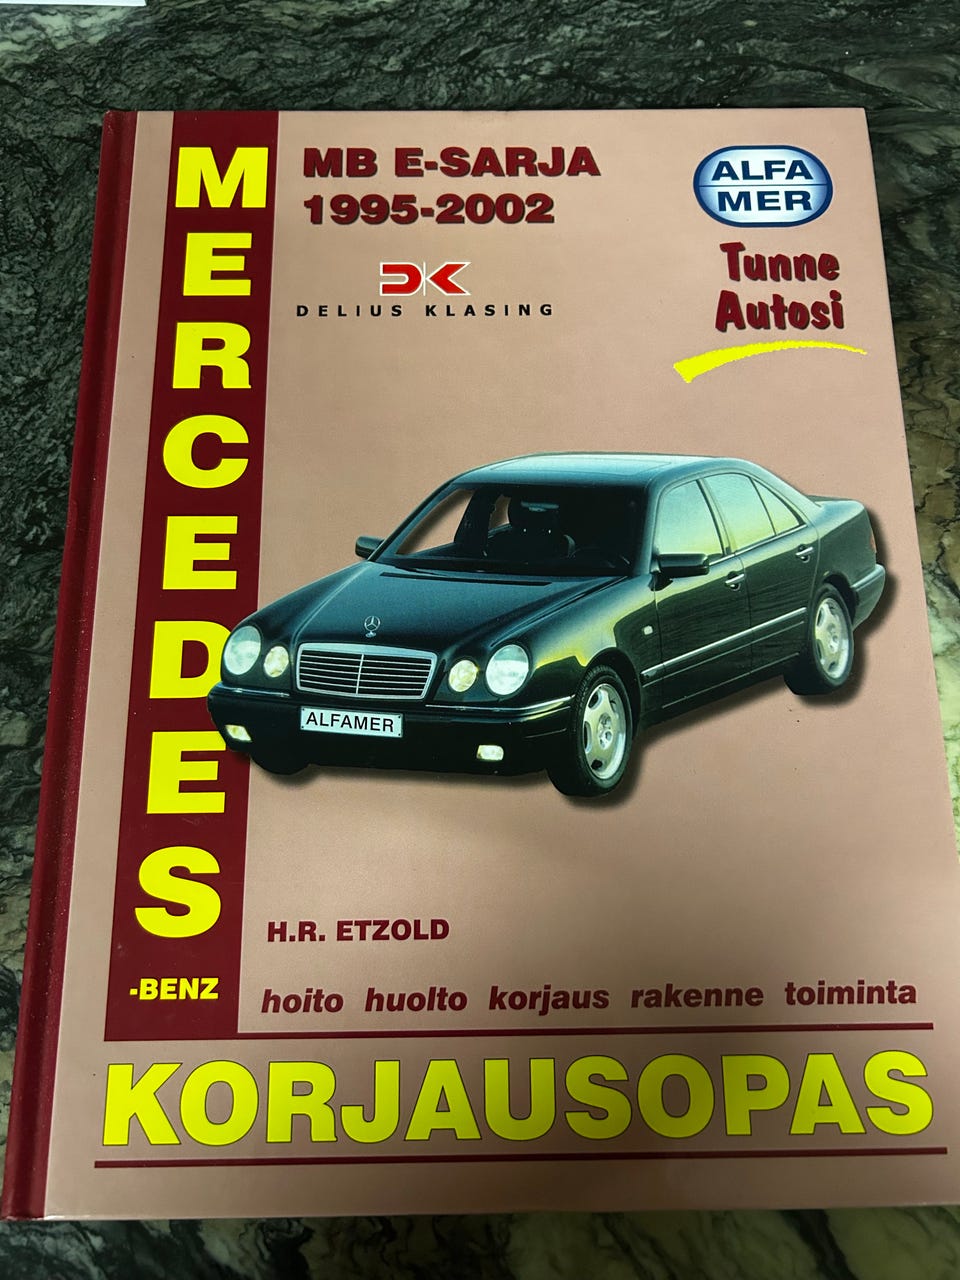 MERCEDES
-BENZ
MB E-SARJA
1995-2002
DELIUS KLASING
ALFA
MER
Tunne
Autosi
ALFAMER
H.R. ETZOLD
hoito huolto korjaus rakenne toiminta
KORJAUSOPAS